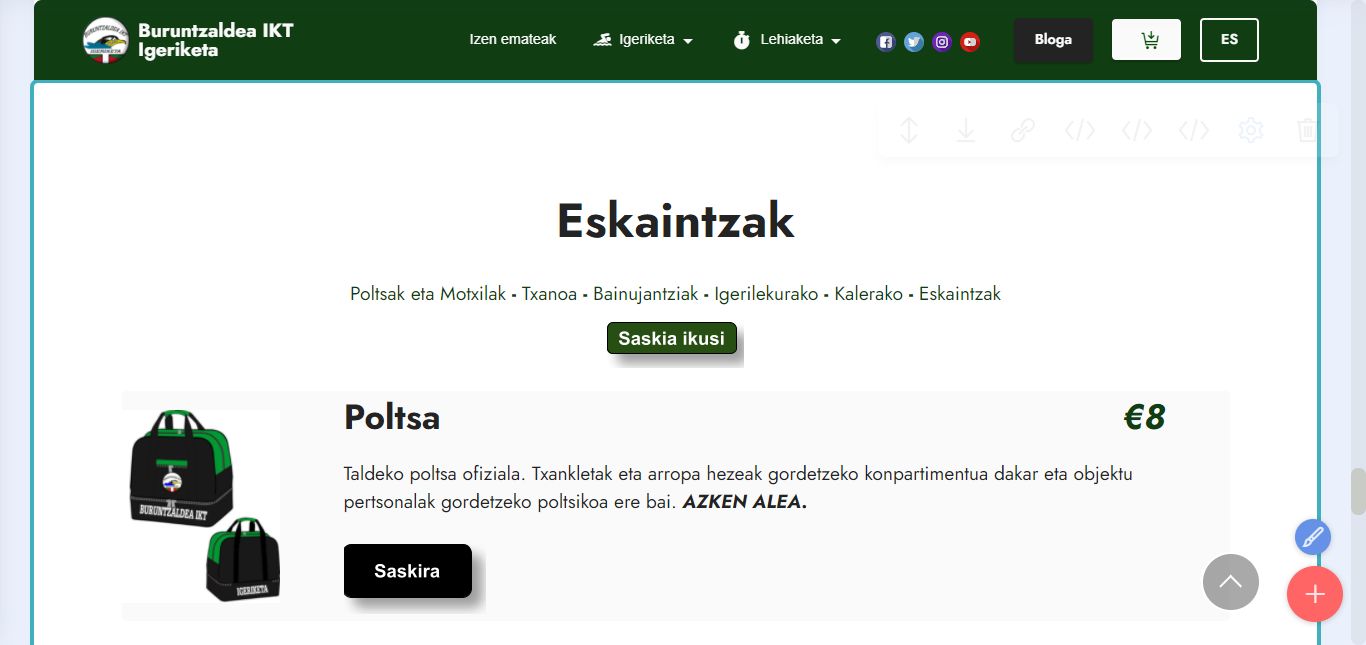 Buruntzaldea IKT
Igeriketa
Izen emateak
Igeriketa
Lehiaketa
Bloga
ES
Eskaintzak
Poltsak eta Motxilak - Txanoa - Bainujantziak - Igerilekurako - Kalerako - Eskaintzak
Saskia ikusi
Poltsa
€8
Taldeko poltsa ofiziala. Txankletak eta arropa hezeak gordetzeko konpartimentua dakar eta objektu
pertsonalak gordetzeko poltsikoa ere bai. AZKEN ALEA.
BURUNTZALDEA IKT
IGERIKETA
Saskira